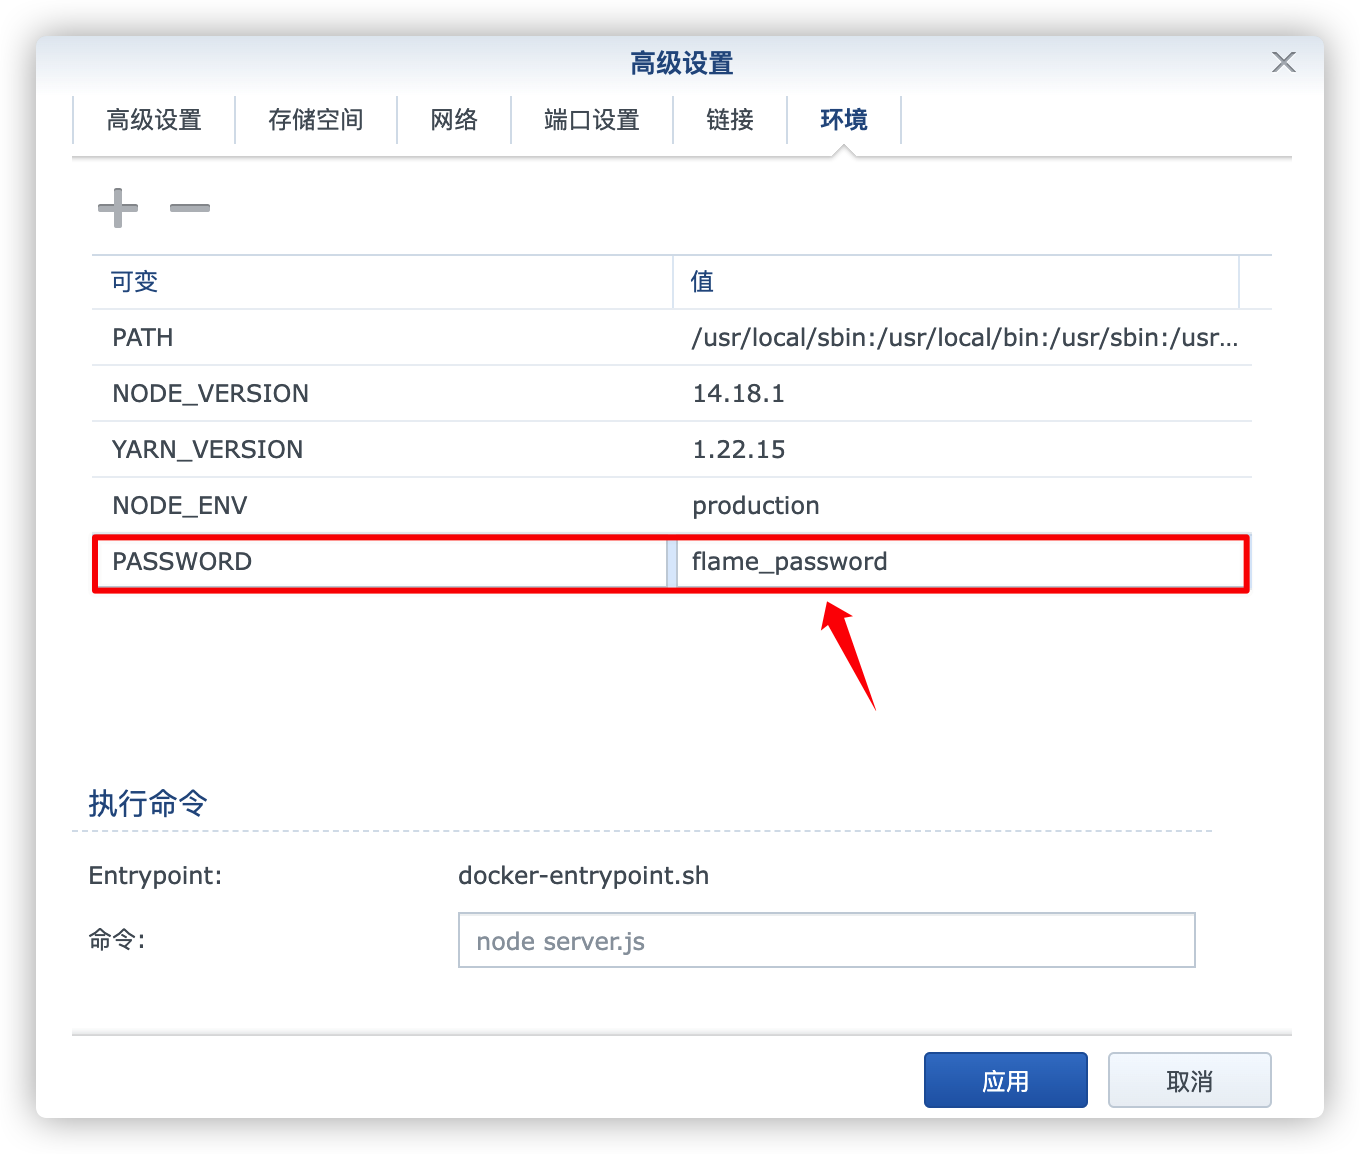 高级设置
高级设置 存储空间 网络 端口设置 链接 环境
可变 值
PATH /usr/local/sbin:/usr/local/bin:/usr/sbin:/usr...
NODE_VERSION 14.18.1
YARN_VERSION 1.22.15
NODE_ENV production
PASSWORD flame_password
执行命令
Entrypoint: docker-entrypoint.sh
命令: node server.js
应用 取消